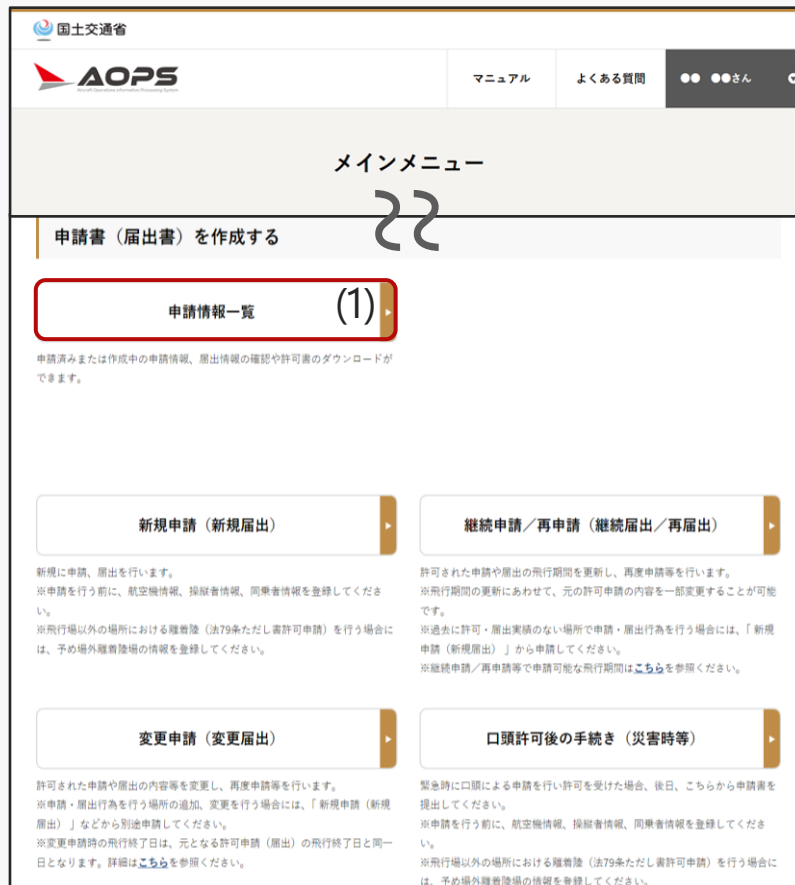 国土交通省
AOPS
Aircraft Operations Information Processing System
マニュアル
よくある質問
●● ●●さん
メインメニュー
申請書（届出書）を作成する
申請情報一覧
(1)
申請済みまたは作成中の申請情報、届出情報の確認や許可書のダウンロードが
できます。
新規申請（新規届出）
新規に申請、届出を行います。
※申請を行う前に、航空機情報、操縦者情報、同乗者情報を登録してくださ
い。
※飛行場以外の場所における離着陸（法79条ただし書許可申請）を行う場合に
は、予め場外離着陸場の情報を登録してください。
継続申請／再申請（継続届出／再届出）
許可された申請や届出の飛行期間を更新し、再度申請等を行います。
※飛行期間の更新にあわせて、元の許可申請の内容を一部変更することが可能
です。
※過去に許可・届出実績のない場所で申請・届出行為を行う場合には、「 新規
申請（新規届出） 」から申請してください。
※継続申請／再申請等で申請可能な飛行期間はこちらを参照ください。
変更申請（変更届出）
許可された申請や届出の内容等を変更し、再度申請等を行います。
※申請・届出行為を行う場所の追加、変更を行う場合には、「 新規申請（新規
届出） 」などから別途申請してください。
※変更申請時の飛行終了日は、元となる許可申請（届出）の飛行終了日と同一
日となります。詳細はこちらを参照ください。
口頭許可後の手続き（災害時等）
緊急時に口頭による申請を行い許可を受けた場合、後日、こちらから申請書を
提出してください。
※申請を行う前に、航空機情報、操縦者情報、同乗者情報を登録してくださ
い。
※飛行場以外の場所における離着陸（法79条ただし書許可申請）を行う場合に
は、予め場外離着陸場の情報を登録してください。